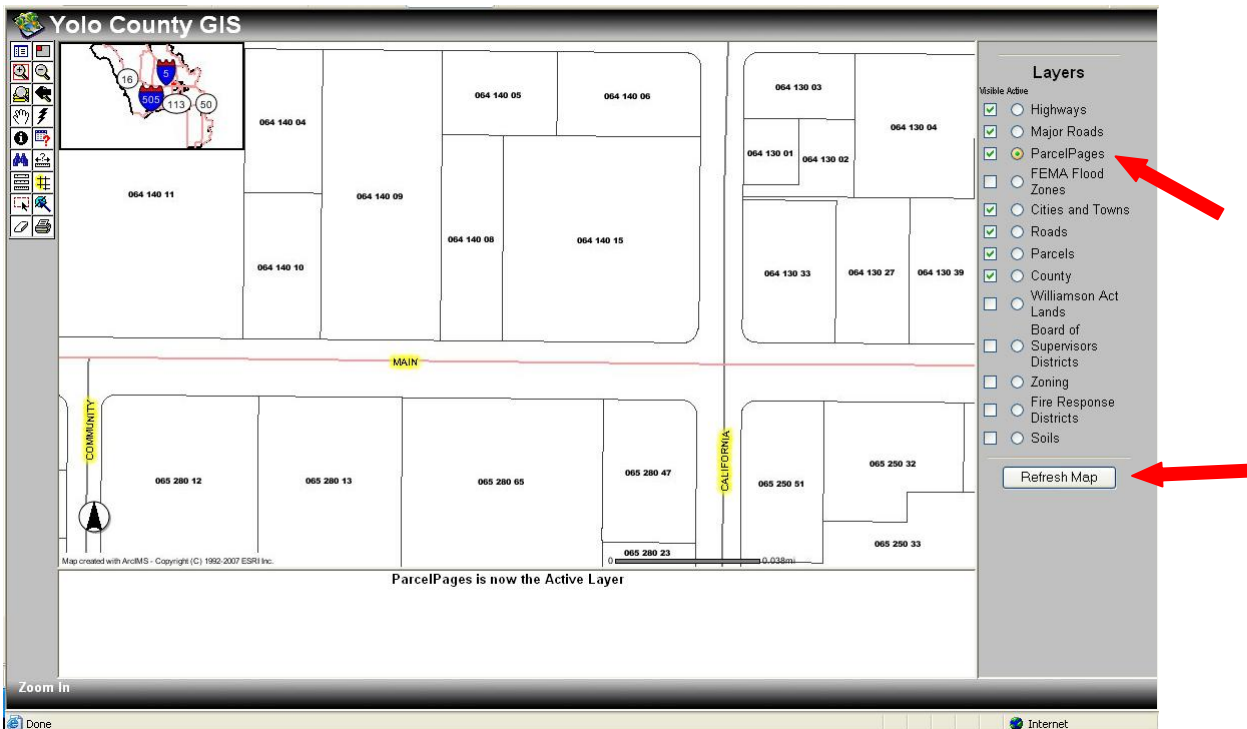 Yolo County GIS
16
5
505
113
50
064 140 04
064 140 05
064 140 06
064 130 03
064 130 04
064 130 01
064 130 02
064 140 11
064 140 09
064 140 08
064 140 15
064 140 10
064 130 33
064 130 27
064 130 39
MAIN
COMMUNITY
CALIFORNIA
065 280 12
065 280 13
065 280 65
065 280 47
065 250 51
065 250 32
065 250 33
065 280 23
0
0.038mi
Map created with ArcIMS - Copyright (C) 1992-2007 ESRI Inc.
ParcelPages is now the Active Layer
Layers
Visible Active
Highways
Major Roads
ParcelPages
FEMA Flood
Zones
Cities and Towns
Roads
Parcels
County
Williamson Act
Lands
Board of
Supervisors
Districts
Zoning
Fire Response
Districts
Soils
Refresh Map
Zoom In
Done
Internet